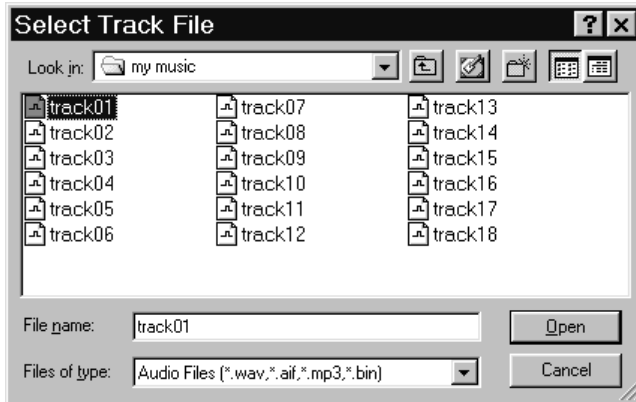 Select Track File
Look in: my music
track01 track07 track13
track02 track08 track14
track03 track09 track15
track04 track10 track16
track05 track11 track17
track06 track12 track18
File name: track01 Open
Files of type: Audio Files (*.wav,*.aif,*.mp3,*.bin) Cancel